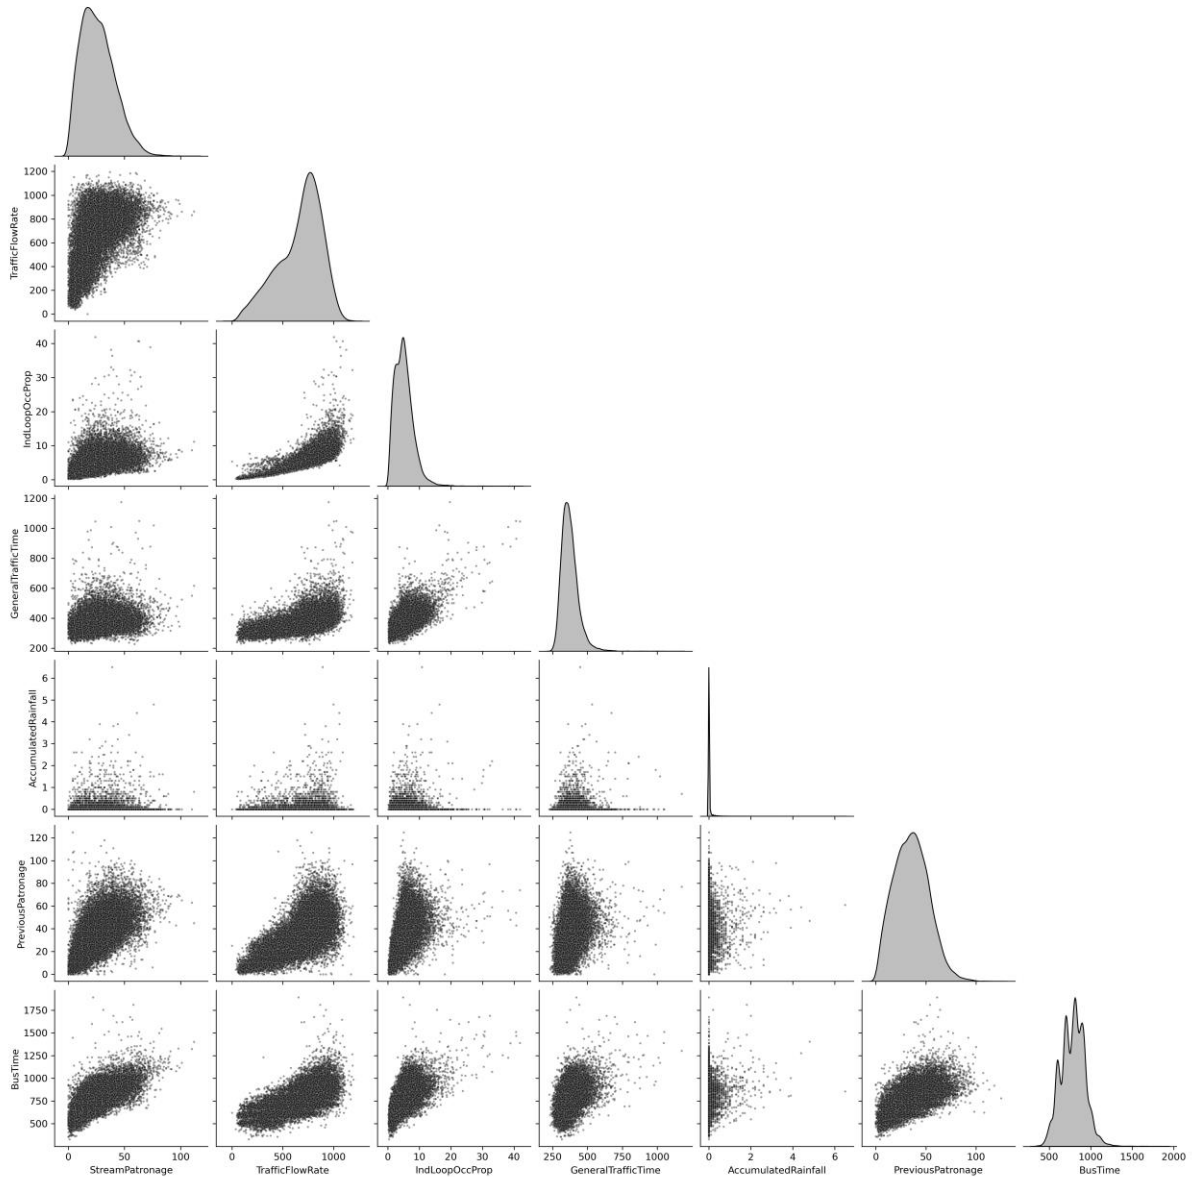 1200
1000
800
600
400
200
0
TrafficFlowRate
40
30
20
10
0
IndLoopOccProp
1200
1000
800
600
400
200
GeneralTrafficTime
6
5
4
3
2
1
0
AccumulatedRainfall
120
100
80
60
40
20
0
PreviousPatronage
1750
1500
1250
1000
750
500
BusTime
0 50 100
StreamPatronage
0 500 1000
TrafficFlowRate
0 10 20 30 40
IndLoopOccProp
250 500 750 1000
GeneralTrafficTime
0 2 4 6
AccumulatedRainfall
0 50 100
PreviousPatronage
500 1000 1500 2000
BusTime